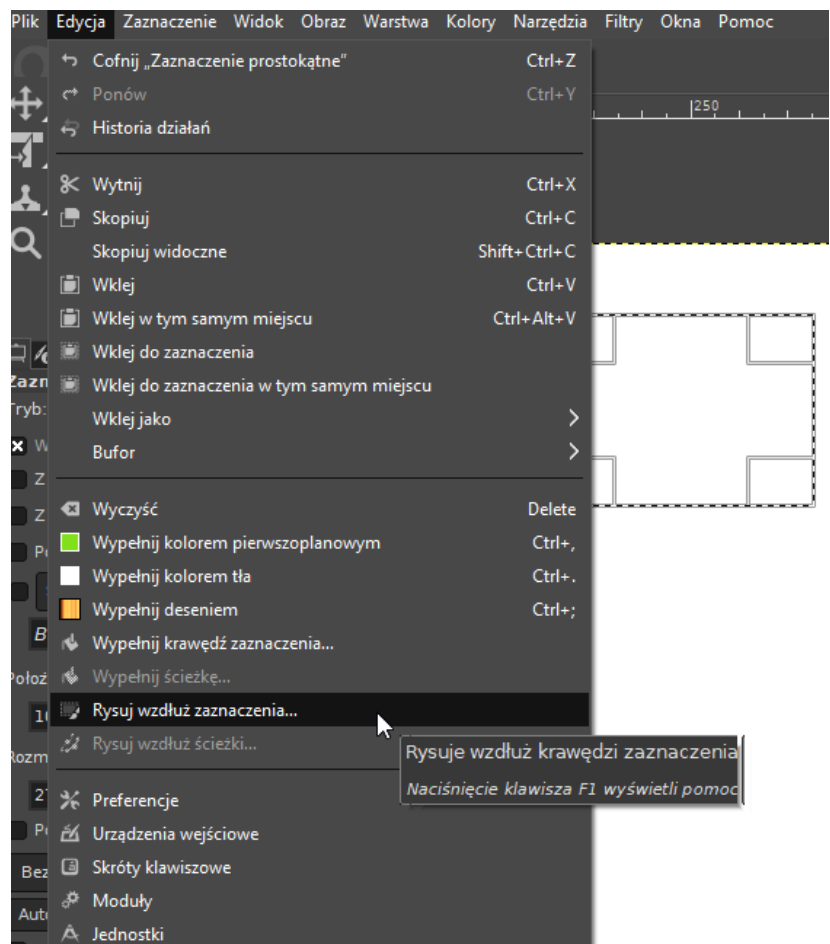 Plik Edycja Zaznaczenie Widok Obraz Warstwa Kolory Narzędzia Filtry Okna Pomoc
Cofnij „Zaznaczenie prostokątne” Ctrl+Z
Ponów Ctrl+Y
250
Historia działań
Wytnij Ctrl+X
Skopiuj Ctrl+C
Skopiuj widoczne Shift+Ctrl+C
Wklej Ctrl+V
Wklej w tym samym miejscu Ctrl+Alt+V
Wklej do zaznaczenia
Wklej do zaznaczenia w tym samym miejscu
Wklej jako
Bufor
Tryb:
Wyczyść Delete
Wypełnij kolorem pierwszoplanowym Ctrl+,
Wypełnij kolorem tła Ctrl+.
Wypełnij deseniem Ctrl+;
Wypełnij krawędź zaznaczenia...
Wypełnij ścieżkę...
Rysuj wzdłuż zaznaczenia...
Rysuj wzdłuż ścieżki...
Rysuje wzdłuż krawędzi zaznaczenia
Naciśnięcie klawisza F1 wyświetli pomoc
Preferencje
Urządzenia wejściowe
Skróty klawiszowe
Moduły
Jednostki